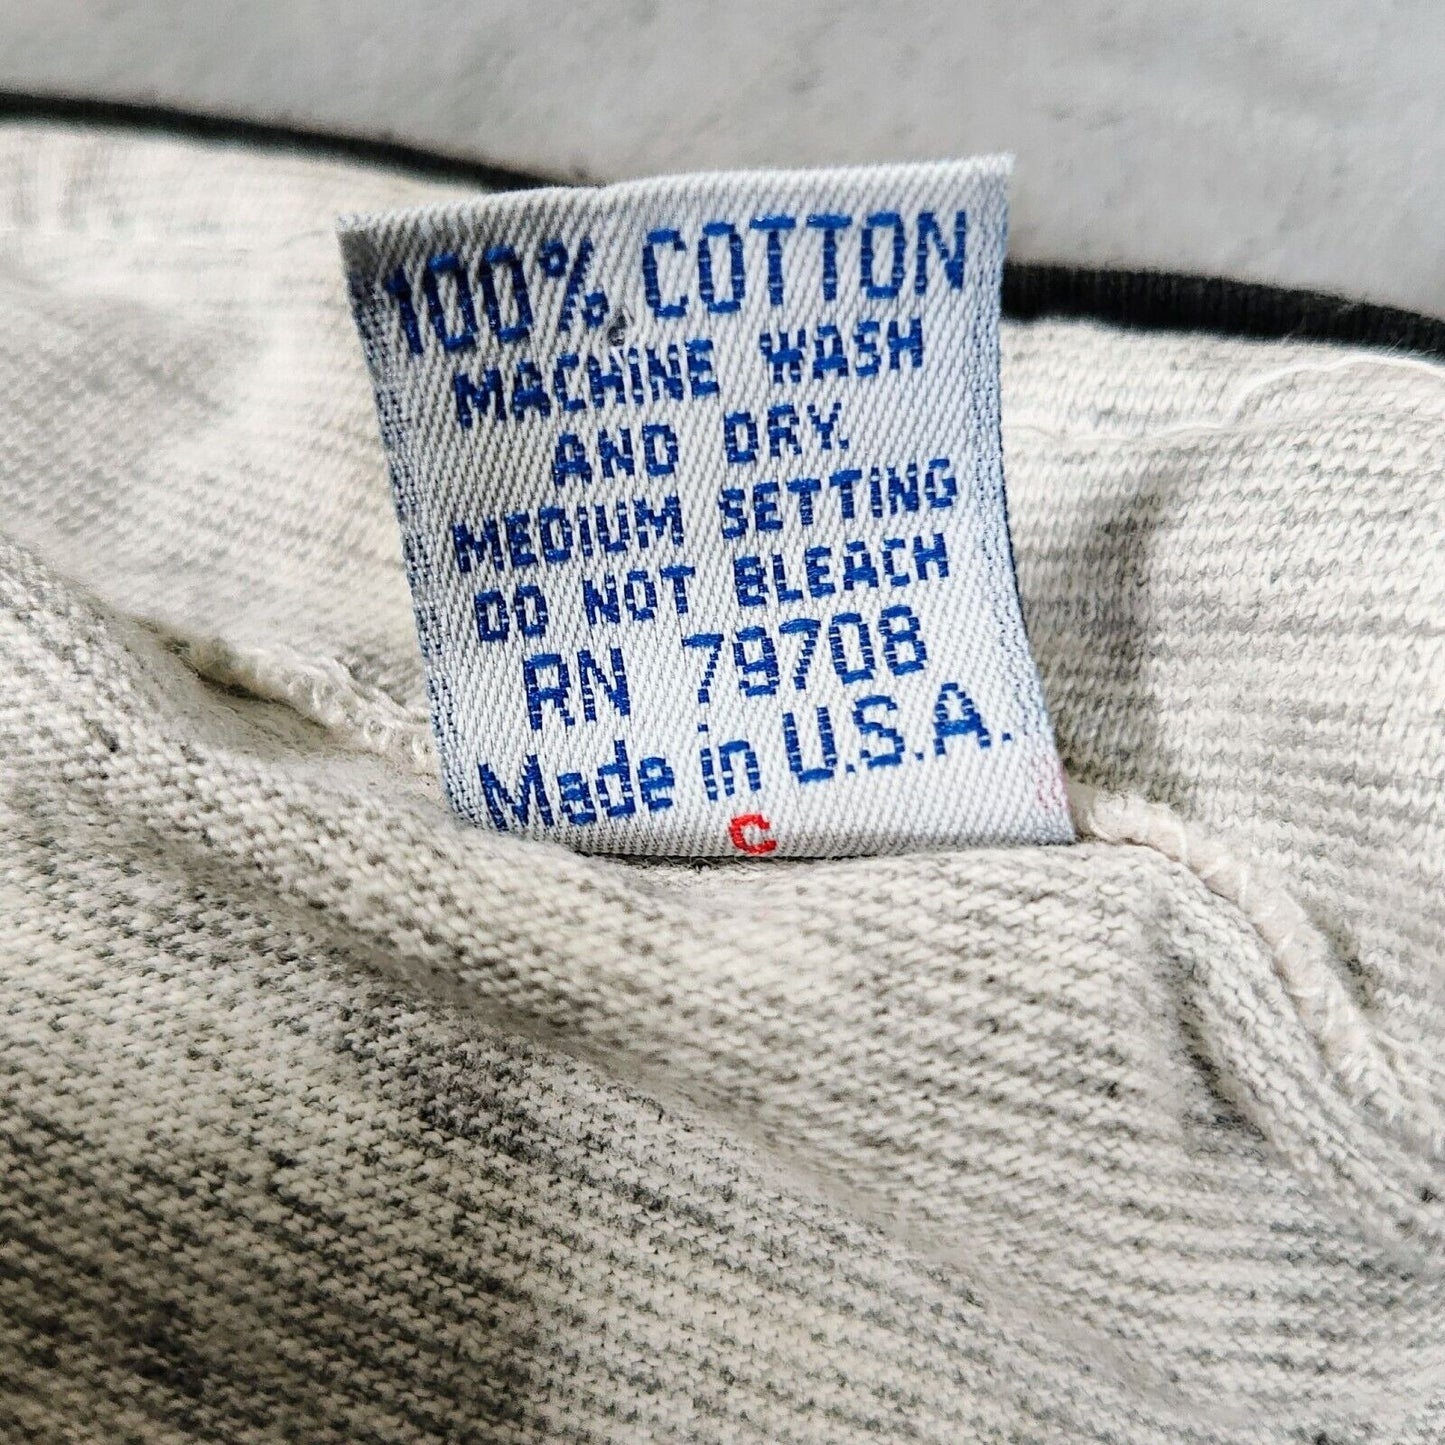 100% COTTON
MACHiNE WASH
AND DRY.
MEDiUM SETTiNG
DO NOT BLEACH
RN 79708
Made in U.S.A.
C